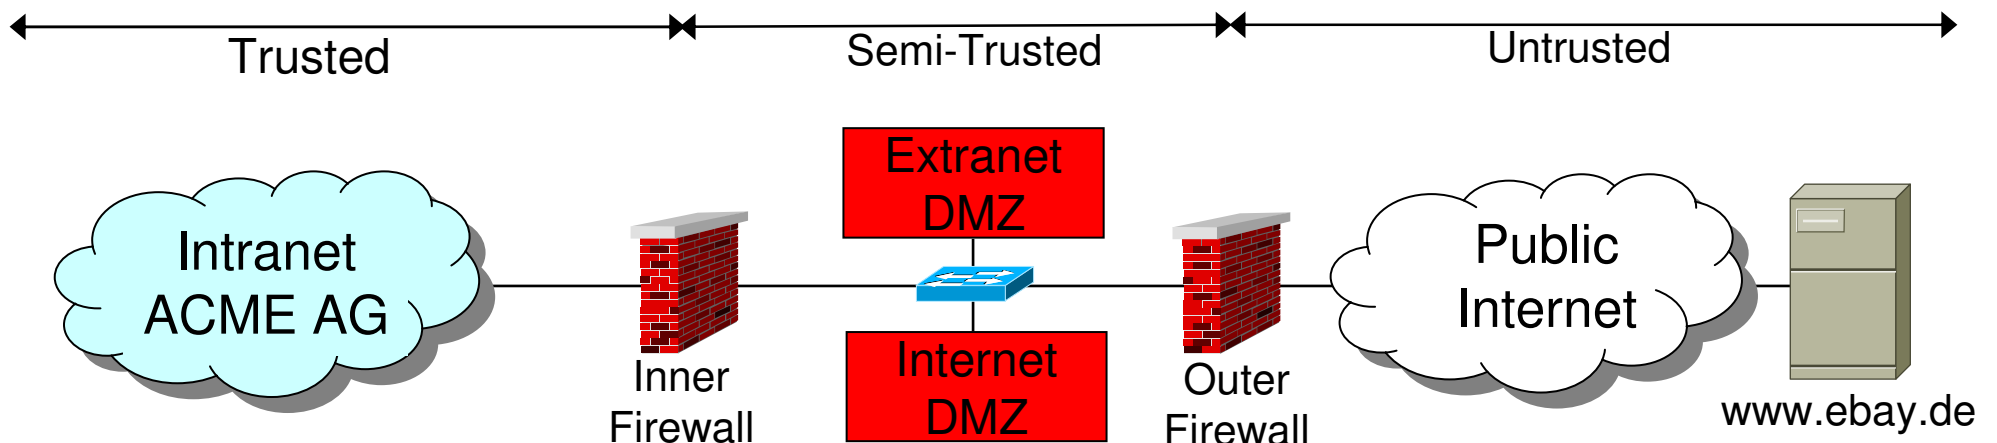 Trusted
Semi-Trusted
Untrusted
Extranet
DMZ
Intranet
ACME AG
Public
Internet
Inner
Firewall
Internet
DMZ
Outer
Firewall
www.ebay.de